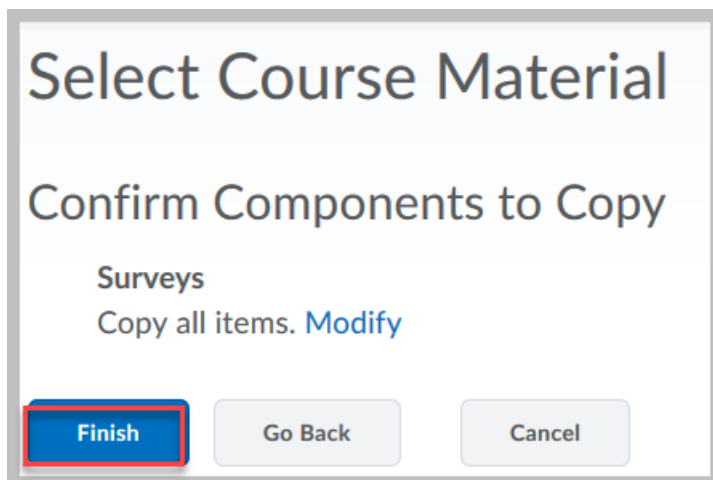 Select Course Material
Confirm Components to Copy
Surveys
Copy all items. Modify
Finish Go Back Cancel